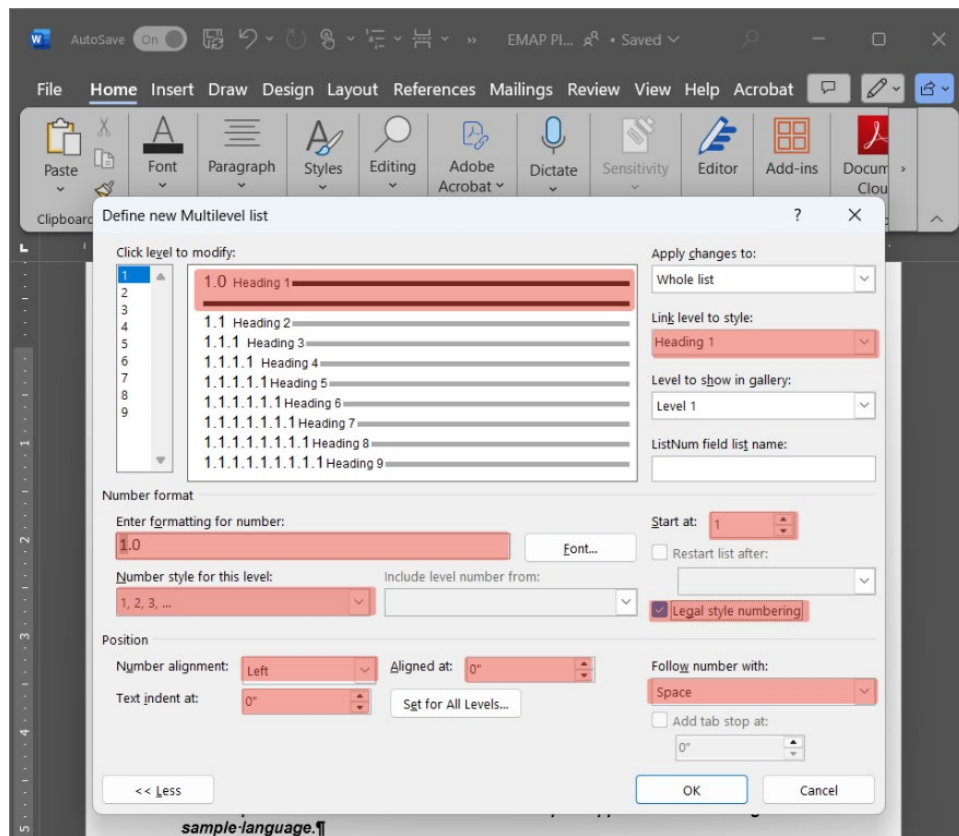 AutoSave On EMAP PI... • Saved
File Home Insert Draw Design Layout References Mailings Review View Help Acrobat
Paste Font Paragraph Styles Editing Adobe Acrobat Dictate Sensitivity Editor Add-ins Docum Clou
Clipboard
Define new Multilevel list ?
Click level to modify:
1
2
3
4
5
6
7
8
9
1.0 Heading 1
1.1 Heading 2
1.1.1 Heading 3
1.1.1.1 Heading 4
1.1.1.1.1 Heading 5
1.1.1.1.1.1 Heading 6
1.1.1.1.1.1.1 Heading 7
1.1.1.1.1.1.1.1 Heading 8
1.1.1.1.1.1.1.1.1 Heading 9
Apply changes to:
Whole list
Link level to style:
Heading 1
Level to show in gallery:
Level 1
ListNum field list name:
Number format
Enter formatting for number:
1.0 Font...
Number style for this level: Include level number from:
1, 2, 3, ...
Start at: 1
Restart list after:
Legal style numbering
Position
Number alignment: Left Aligned at: 0"
Text indent at: 0" Set for All Levels...
Follow number with:
Space
Add tab stop at:
0"
<< Less OK Cancel
sample·language.¶